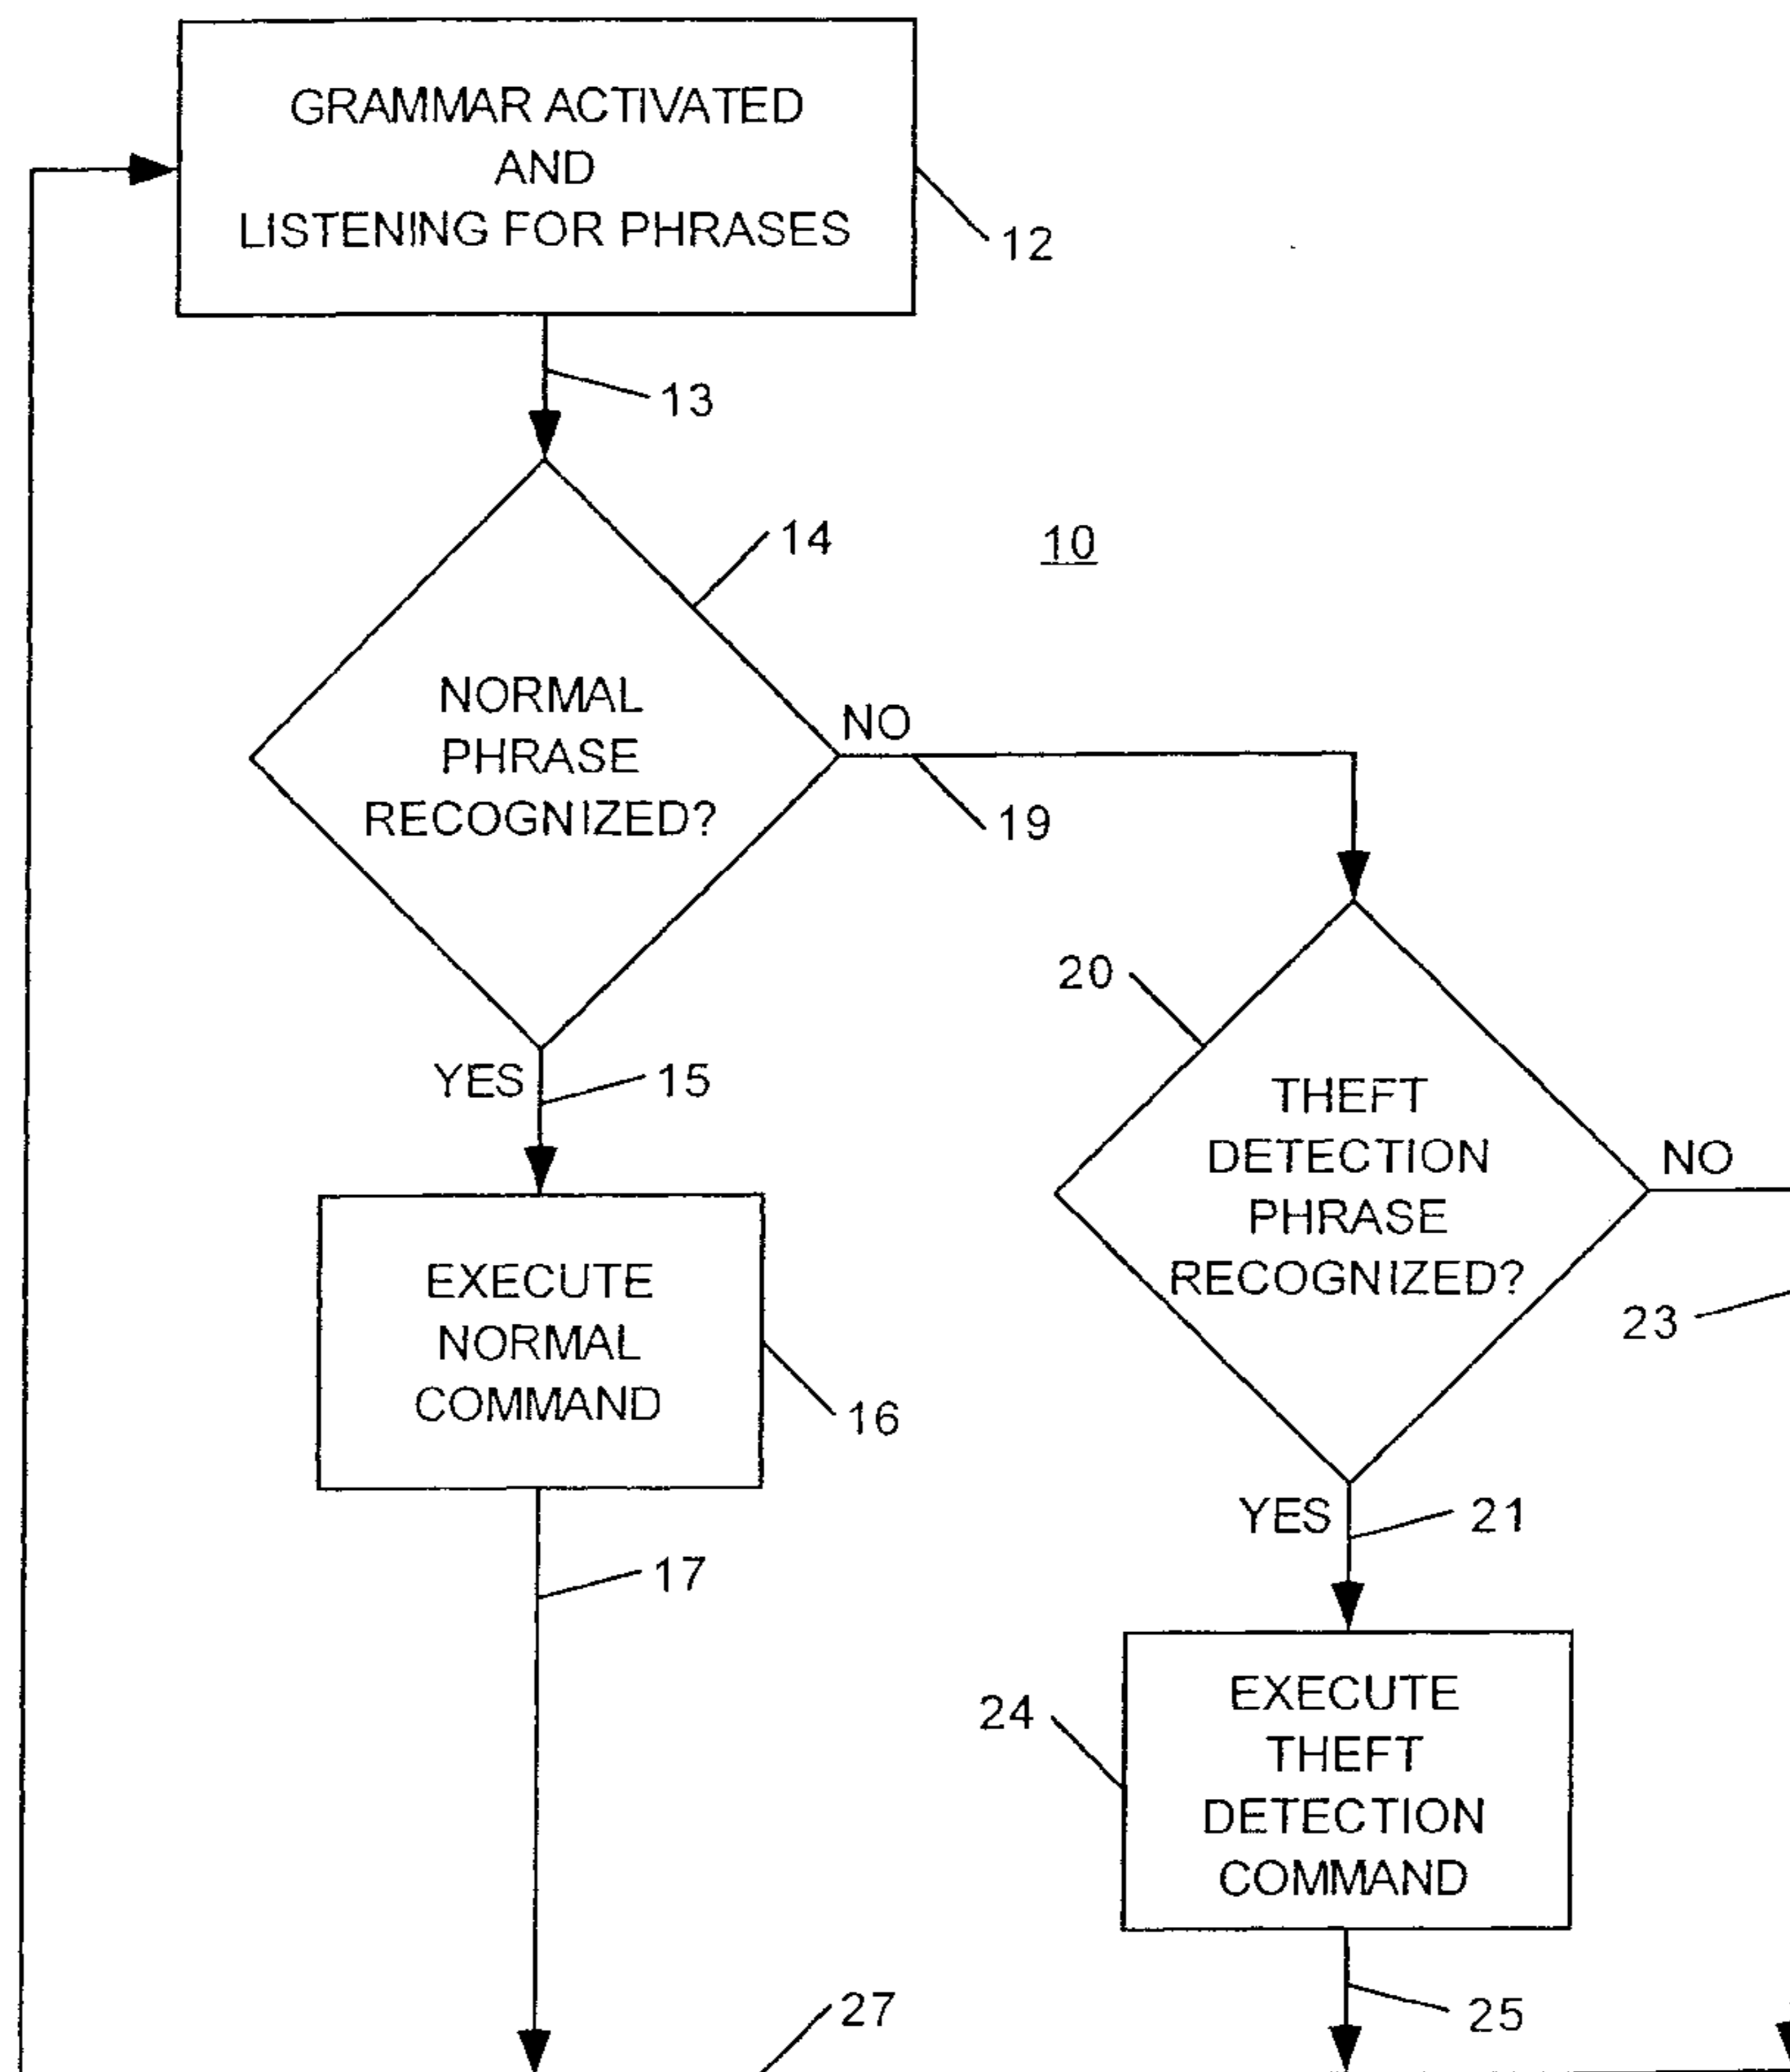 GRAMMAR ACTIVATED
AND
LISTENING FOR PHRASES
12
13
14
10
NORMAL
PHRASE
RECOGNIZED?
NO
19
20
YES
15
THEFT
DETECTION
PHRASE
RECOGNIZED?
NO
23
EXECUTE
NORMAL
COMMAND
16
YES
21
17
24
EXECUTE
THEFT
DETECTION
COMMAND
27
25